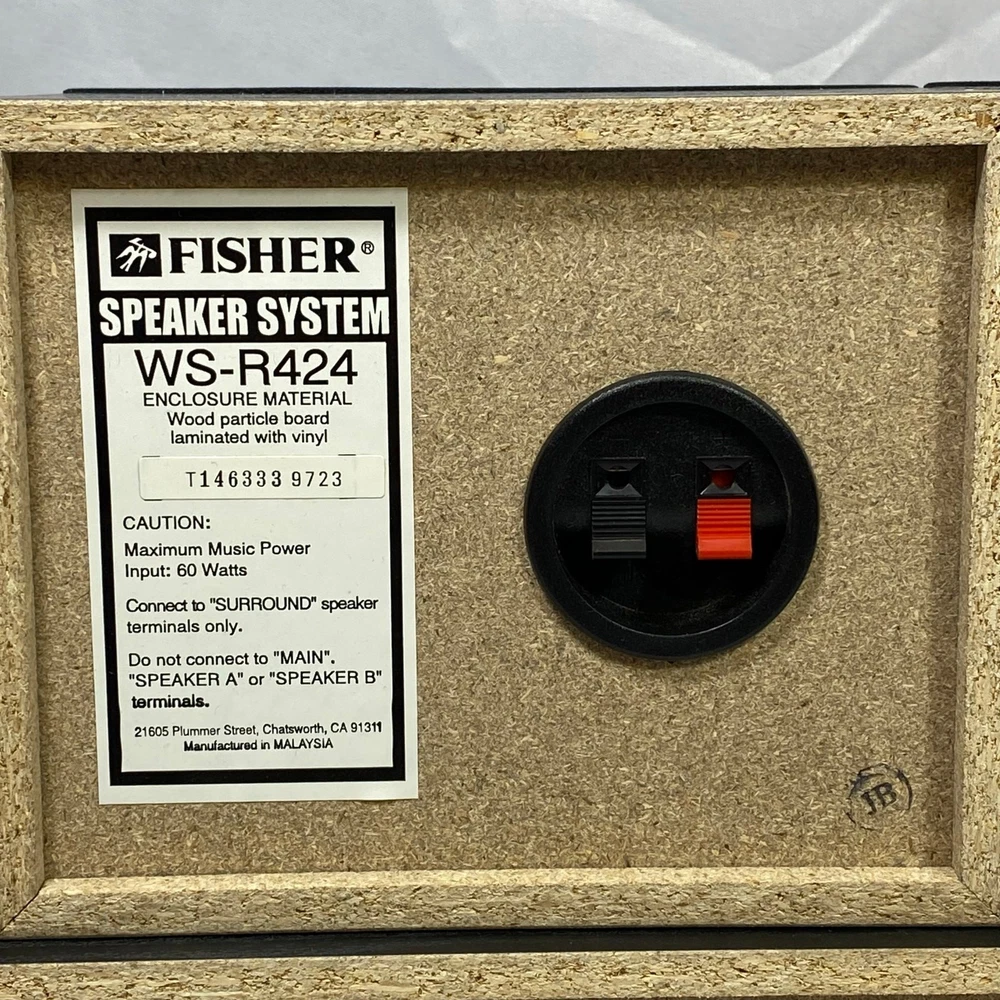 FISHER®
SPEAKER SYSTEM
WS-R424
ENCLOSURE MATERIAL
Wood particle board
laminated with vinyl
T146333 9723
CAUTION:
Maximum Music Power
Input: 60 Watts
Connect to "SURROUND" speaker
terminals only.
Do not connect to "MAIN".
"SPEAKER A" or "SPEAKER B"
terminals.
21605 Plummer Street, Chatsworth, CA 91311
Manufactured in MALAYSIA
JB